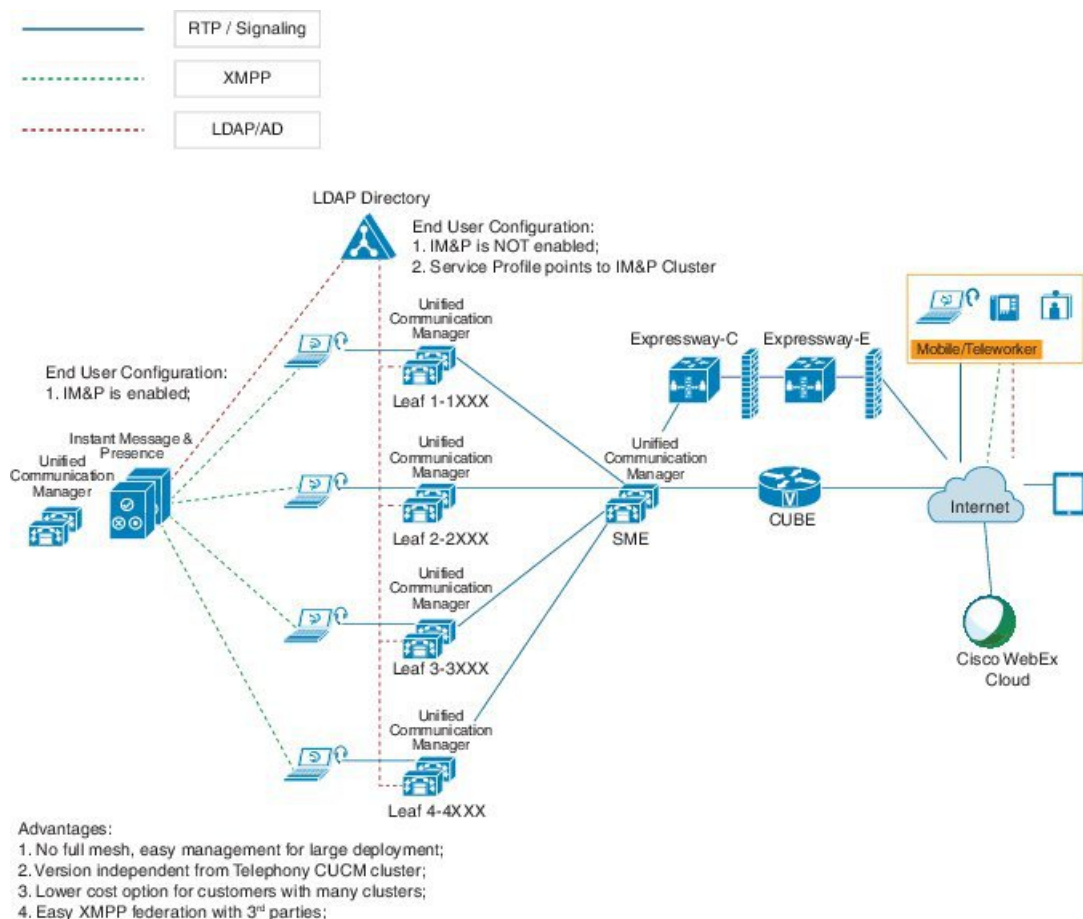 RTP / Signaling
XMPP
LDAP/AD
LDAP Directory
End User Configuration:
1. IM&P is NOT enabled;
2. Service Profile points to IM&P Cluster
Unified
Communication
Manager
Leaf 1-1XXX
Expressway-C
Expressway-E
Mobile/Teleworker
End User Configuration:
1. IM&P is enabled;
Instant Message &
Presence
Unified
Communication
Manager
Unified
Communication
Manager
Leaf 2-2XXX
Unified
Communication
Manager
SME
CUBE
Internet
Unified
Communication
Manager
Leaf 3-3XXX
Cisco WebEx
Cloud
Unified
Communication
Manager
Leaf 4-4XXX
Advantages:
1. No full mesh, easy management for large deployment;
2. Version independent from Telephony CUCM cluster;
3. Lower cost option for customers with many clusters;
4. Easy XMPP federation with 3rd parties;
V